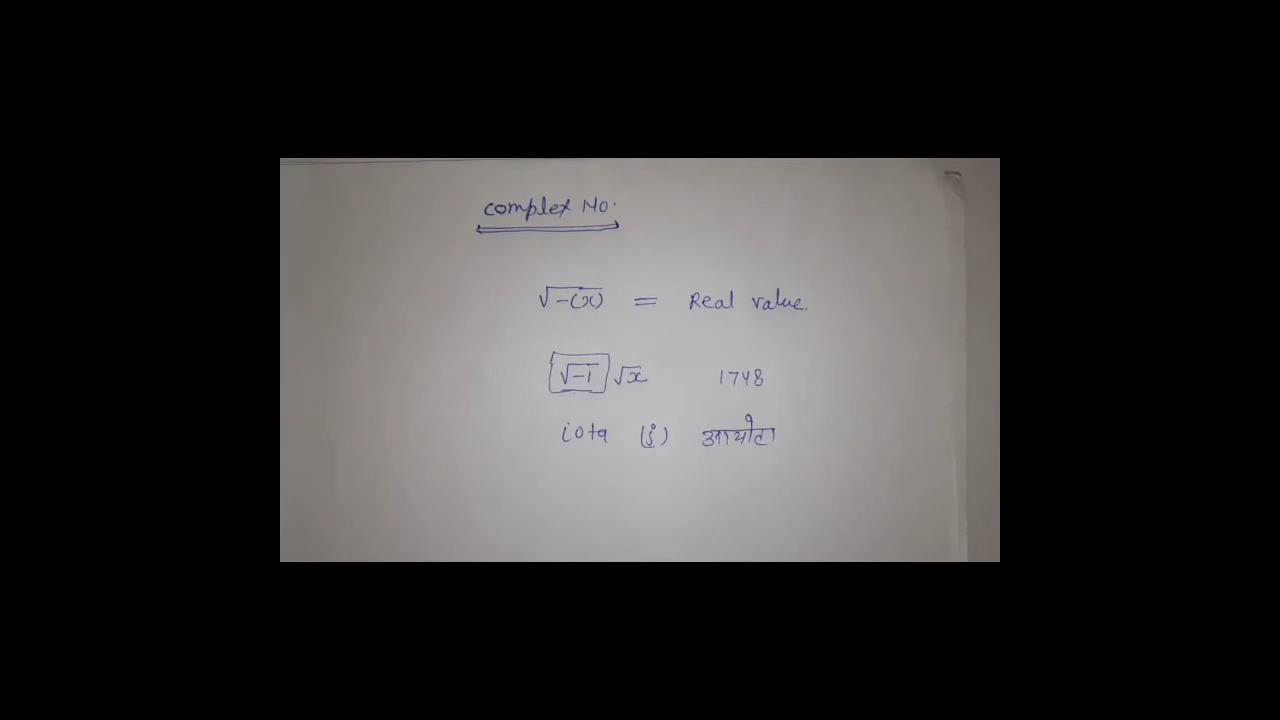 complex No.
√-(x) = Real value.
√-1 √x 1748
iota (i) आयोटा